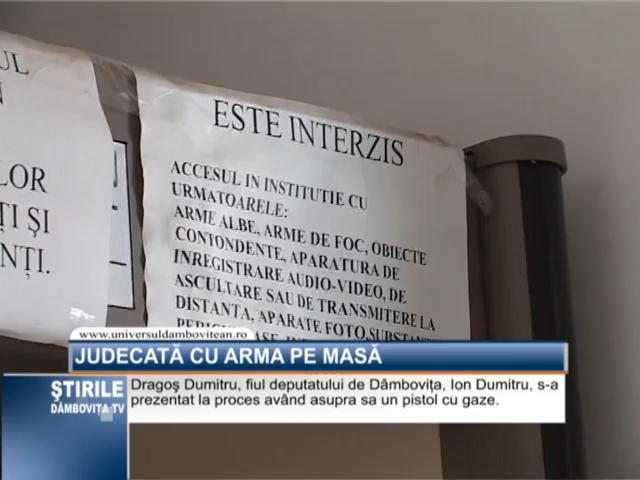 UL
N
LOR
ȚI ȘI
NȚI.
ESTE INTERZIS
ACCESUL IN INSTITUTIE CU
URMATOARELE:
ARME ALBE, ARME DE FOC, OBIECTE
CONTONDENTE, APARATURA DE
INREGISTRARE AUDIO-VIDEO, DE
ASCULTARE SAU DE TRANSMITERE LA
DISTANTA, APARATE FOTO,SUBSTANT
www.universuldambovitean.ro
JUDECATĂ CU ARMA PE MASĂ
ŞTIRILE
DÂMBOVIŢA TV
Dragoş Dumitru, fiul deputatului de Dâmboviţa, Ion Dumitru, s-a
prezentat la proces având asupra sa un pistol cu gaze.